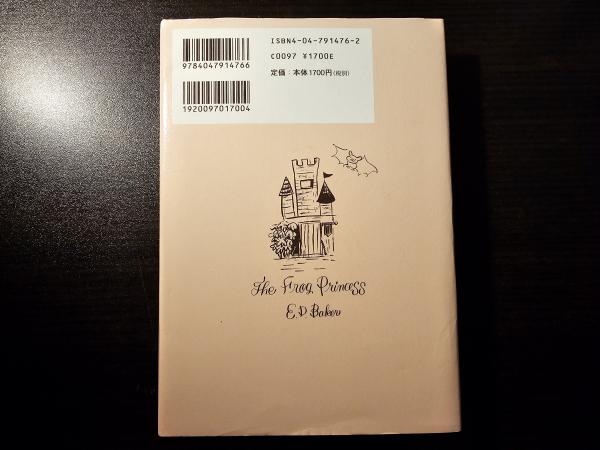 9784047914766
1920097017004
ISBN4-04-791476-2
C0097 ¥1700E
定価：本体1700円(税別)
The Frog Princess
E.D. Baker